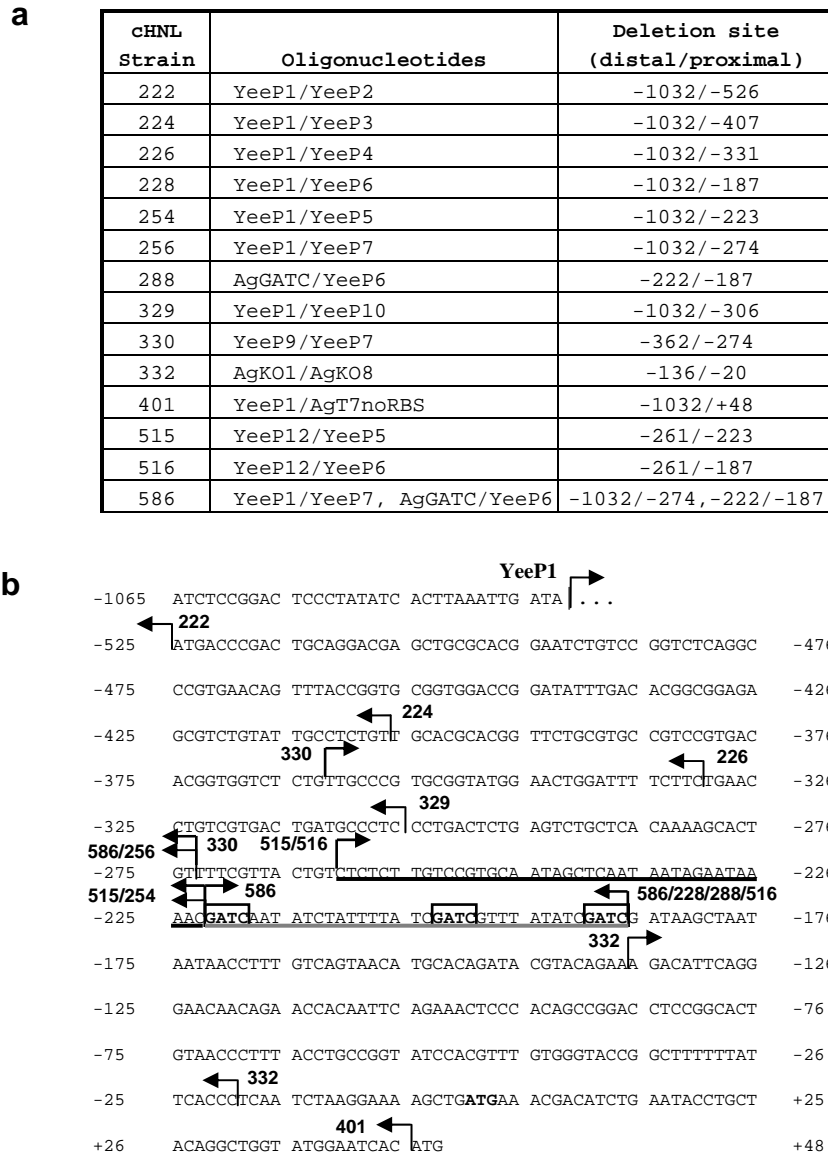 a
cHNL Strain Oligonucleotides Deletion site (distal/proximal)
222 YeeP1/YeeP2 -1032/-526
224 YeeP1/YeeP3 -1032/-407
226 YeeP1/YeeP4 -1032/-331
228 YeeP1/YeeP6 -1032/-187
254 YeeP1/YeeP5 -1032/-223
256 YeeP1/YeeP7 -1032/-274
288 AgGATC/YeeP6 -222/-187
329 YeeP1/YeeP10 -1032/-306
330 YeeP9/YeeP7 -362/-274
332 AgKO1/AgKO8 -136/-20
401 YeeP1/AgT7noRBS -1032/+48
515 YeeP12/YeeP5 -261/-223
516 YeeP12/YeeP6 -261/-187
586 YeeP1/YeeP7, AgGATC/YeeP6 -1032/-274,-222/-187
b
YeeP1
-1065 ATCTCCGGAC TCCCTATATC ACTTAAATTG ATA ...
222
-525 ATGACCCGAC TGCAGGACGA GCTGCGCACG GAATCTGTCC GGTCTCAGGC -476
-475 CCGTGAACAG TTTACCGGTG CGGTGGACCG GATATTTGAC ACGGCGGAGA -426
224
-425 GCGTCTGTAT TGCCTCTGTT GCACGCACGG TTCTGCGTGC CGTCCGTGAC -376
330 226
-375 ACGGTGGTCT CTGTTGCCCG TGCGGTATGG AACTGGATTT TCTTCTGAAC -326
329
-325 CTGTCGTGAC TGATGCCCTC CCTGACTCTG AGTCTGCTCA CAAAAGCACT -276
586/256 330 515/516
-275 GTTTTCGTTA CTGTCTCTCT TGTCCGTGCA ATAGCTCAAT AATAGAATAA -226
515/254 586 586/228/288/516
-225 AACGATCAAT ATCTATTTTA TCGATCGTTT ATATCGATCG ATAAGCTAAT -176
332
-175 AATAACCTTT GTCAGTAACA TGCACAGATA CGTACAGAAA GACATTCAGG -126
-125 GAACAACAGA ACCACAATTC AGAAACTCCC ACAGCCGGAC CTCCGGCACT -76
-75 GTAACCCTTT ACCTGCCGGT ATCCACGTTT GTGGGTACCG GCTTTTTTAT -26
332
-25 TCACCCTCAA TCTAAGGAAA AGCTGATGAA ACGACATCTG AATACCTGCT +25
401
+26 ACAGGCTGGT ATGGAATCAC ATG +48